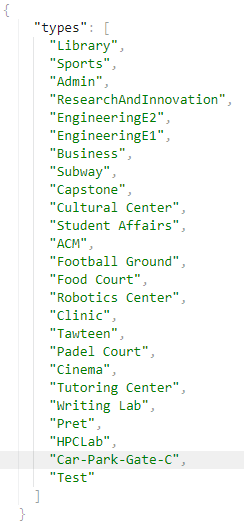 {
"types": [
"Library",
"Sports",
"Admin",
"ResearchAndInnovation",
"EngineeringE2",
"EngineeringE1",
"Business",
"Subway",
"Capstone",
"Cultural Center",
"Student Affairs",
"ACM",
"Football Ground",
"Food Court",
"Robotics Center",
"Clinic",
"Tawteen",
"Padel Court",
"Cinema",
"Tutoring Center",
"Writing Lab",
"Pret",
"HPCLab",
"Car-Park-Gate-C",
"Test"
]
}